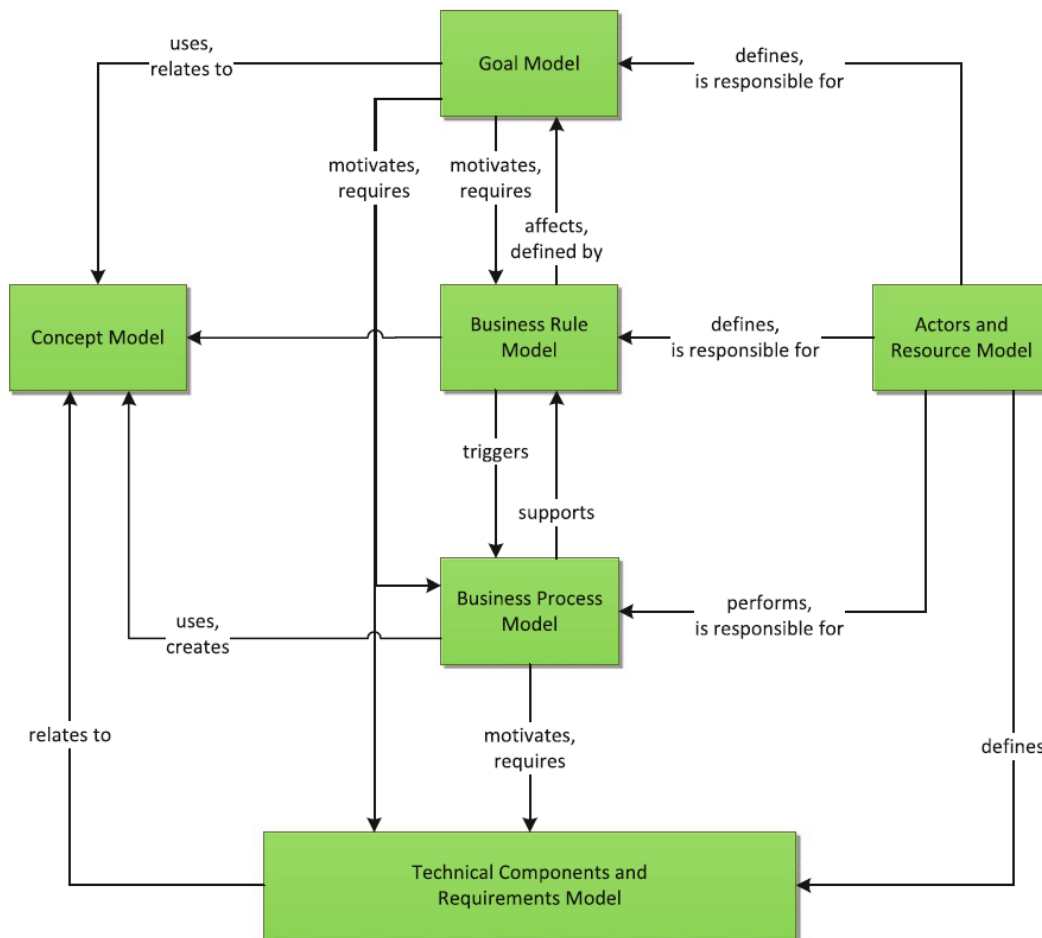 uses,
relates to
Goal Model
defines,
is responsible for
motivates,
requires
motivates,
requires
affects,
defined by
Concept Model
Business Rule
Model
defines,
is responsible for
Actors and
Resource Model
triggers
supports
Business Process
Model
performs,
is responsible for
uses,
creates
relates to
motivates,
requires
defines
Technical Components and
Requirements Model